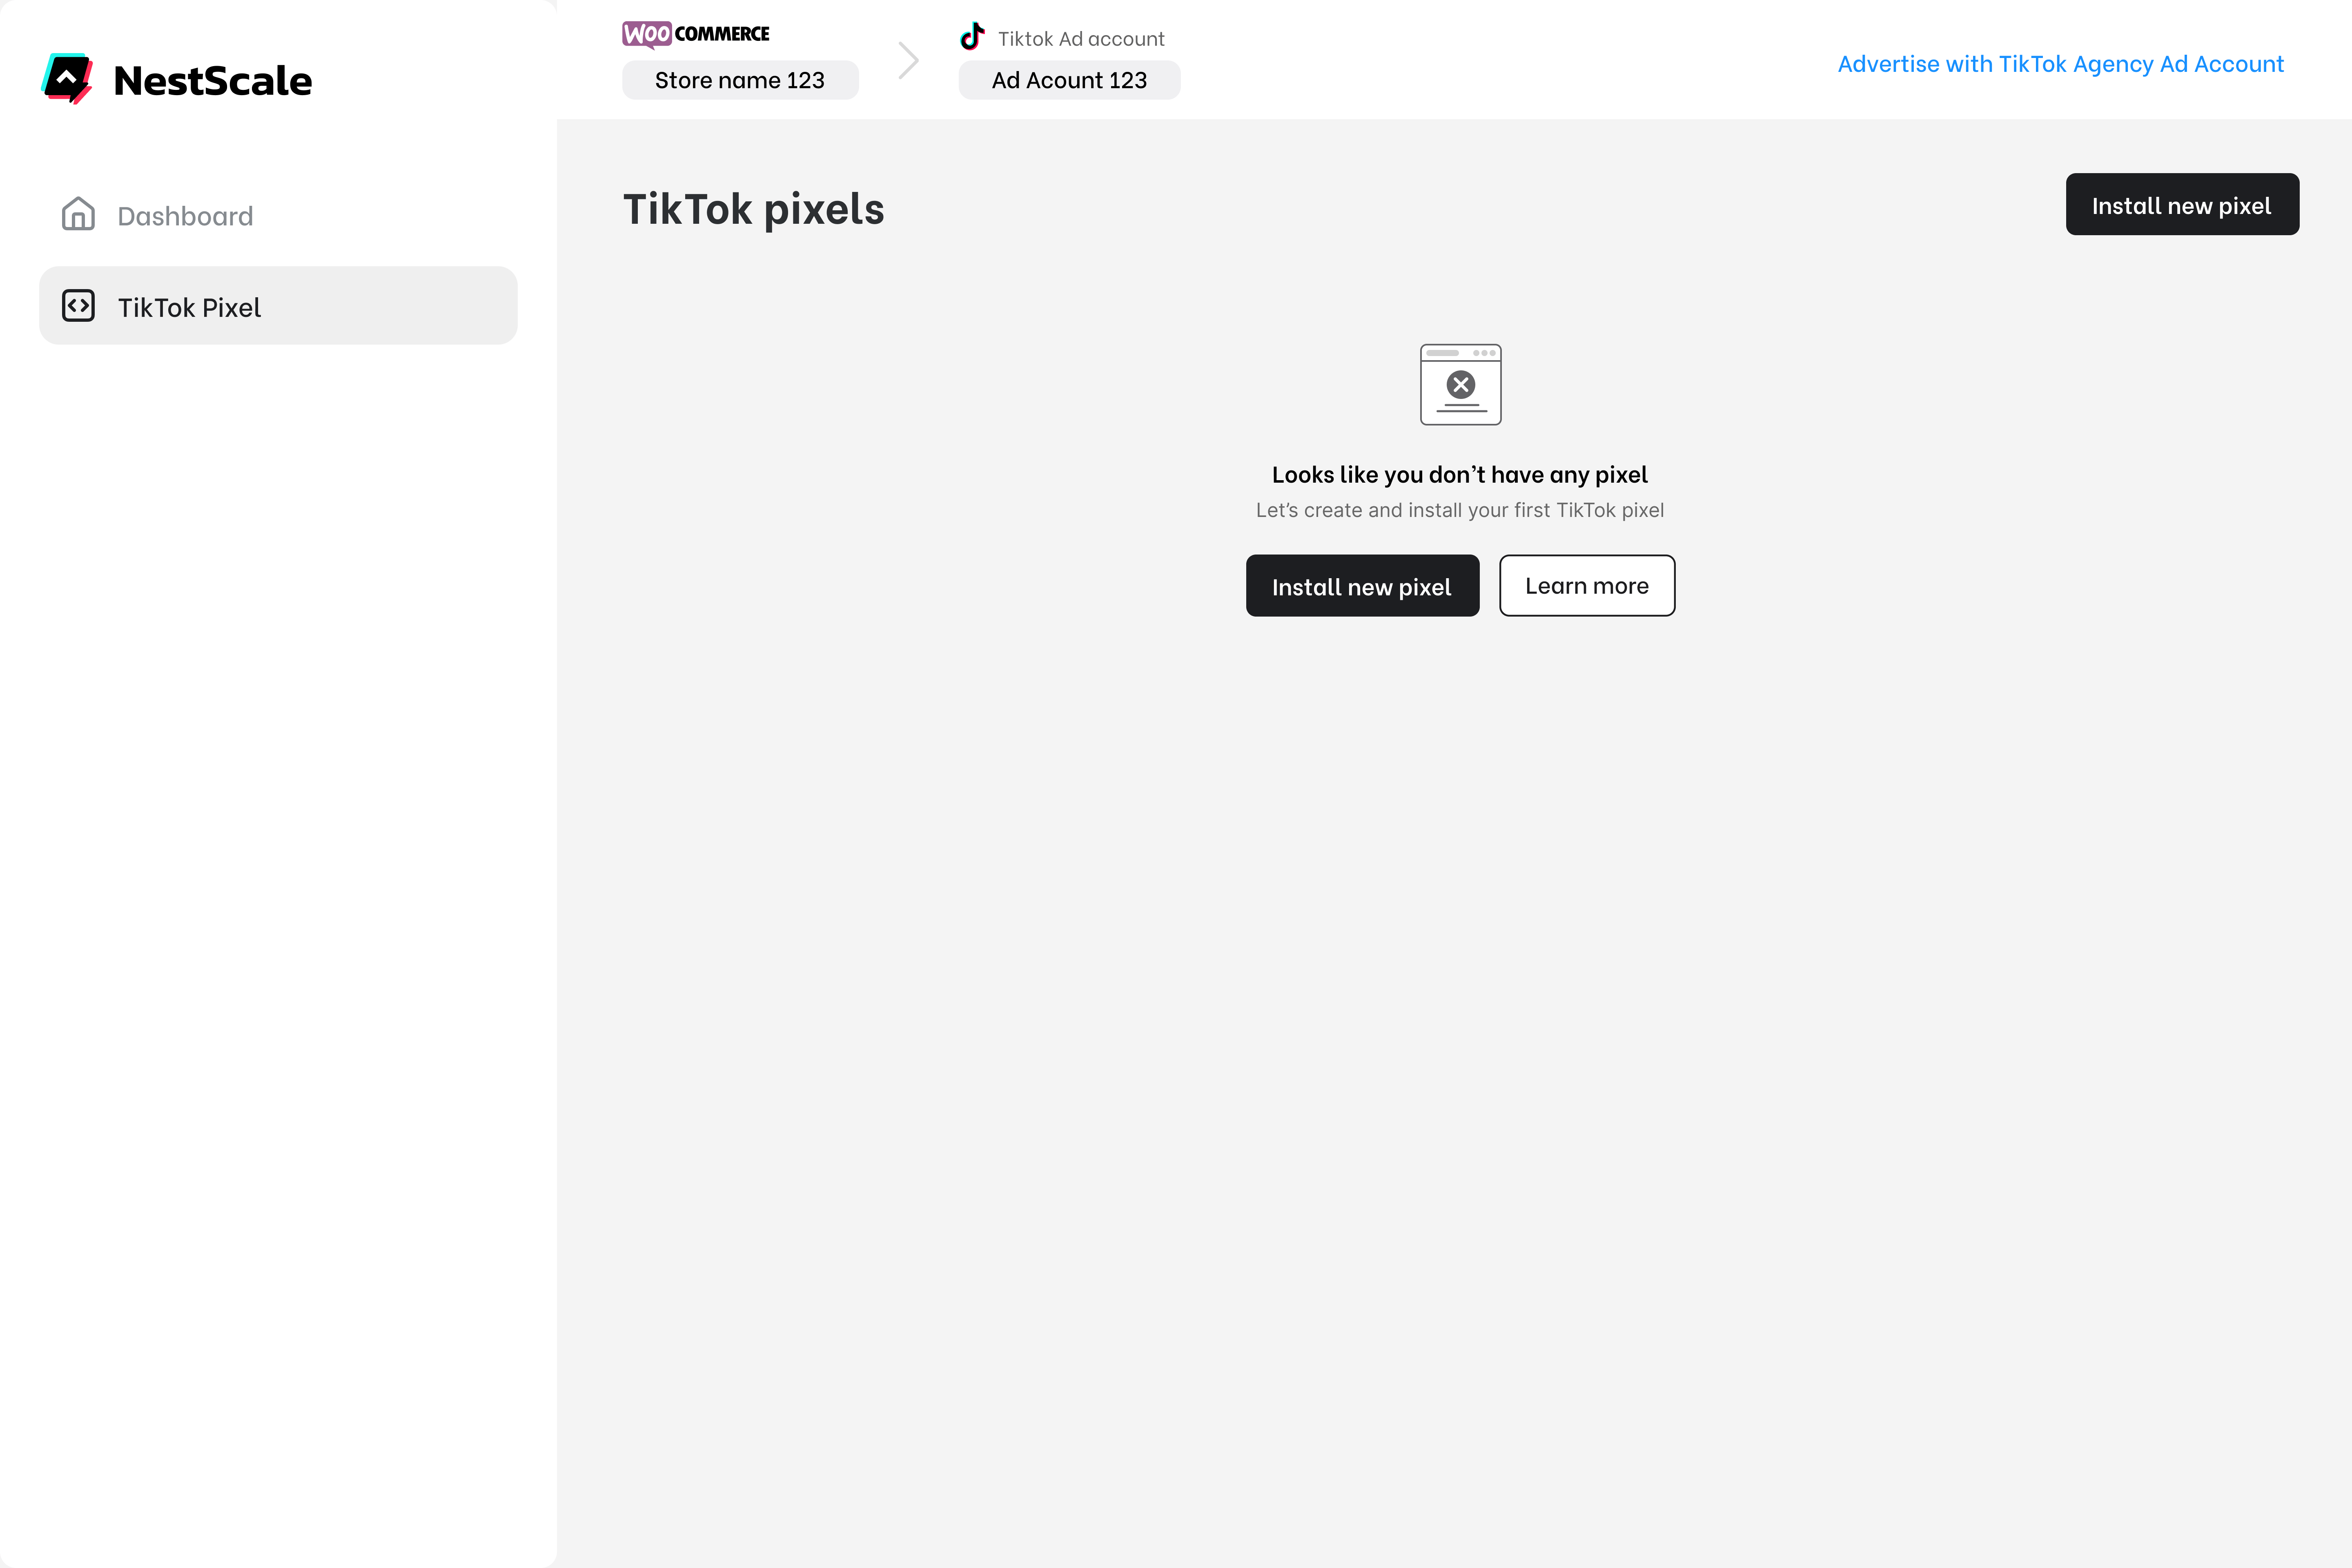 NestScale
Dashboard
TikTok Pixel
WOO COMMERCE
Store name 123
Tiktok Ad account
Ad Acount 123
Advertise with TikTok Agency Ad Account
TikTok pixels
Install new pixel
Looks like you don’t have any pixel
Let’s create and install your first TikTok pixel
Install new pixel
Learn more